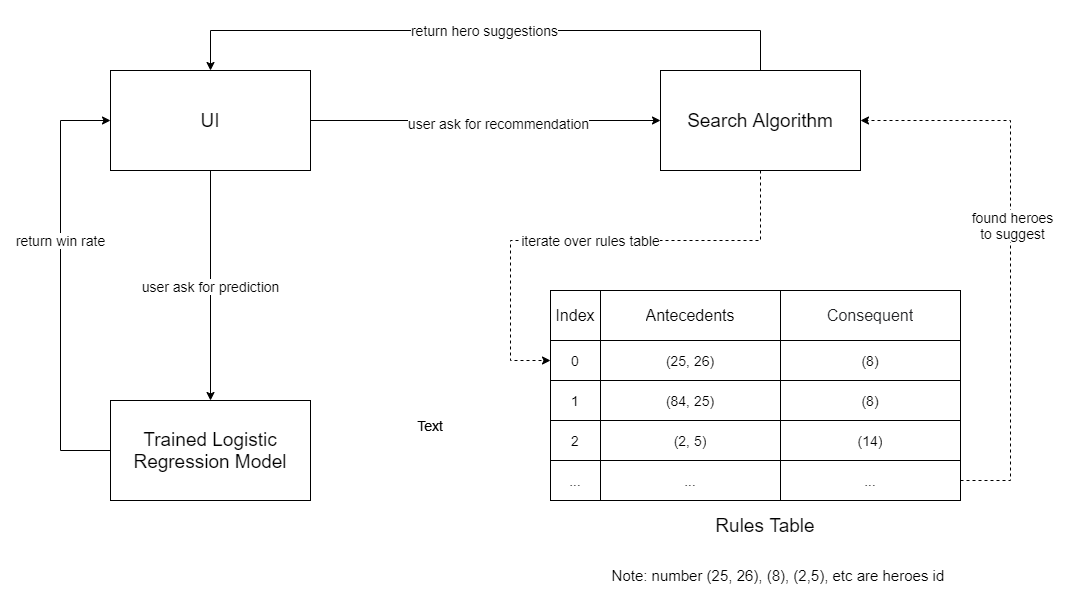 return hero suggestions
UI
user ask for recommendation
Search Algorithm
return win rate
iterate over rules table
found heroes
to suggest
user ask for prediction
Index Antecedents Consequent
0 (25, 26) (8)
1 (84, 25) (8)
2 (2, 5) (14)
... ... ...
Text
Trained Logistic
Regression Model
Rules Table
Note: number (25, 26), (8), (2,5), etc are heroes id